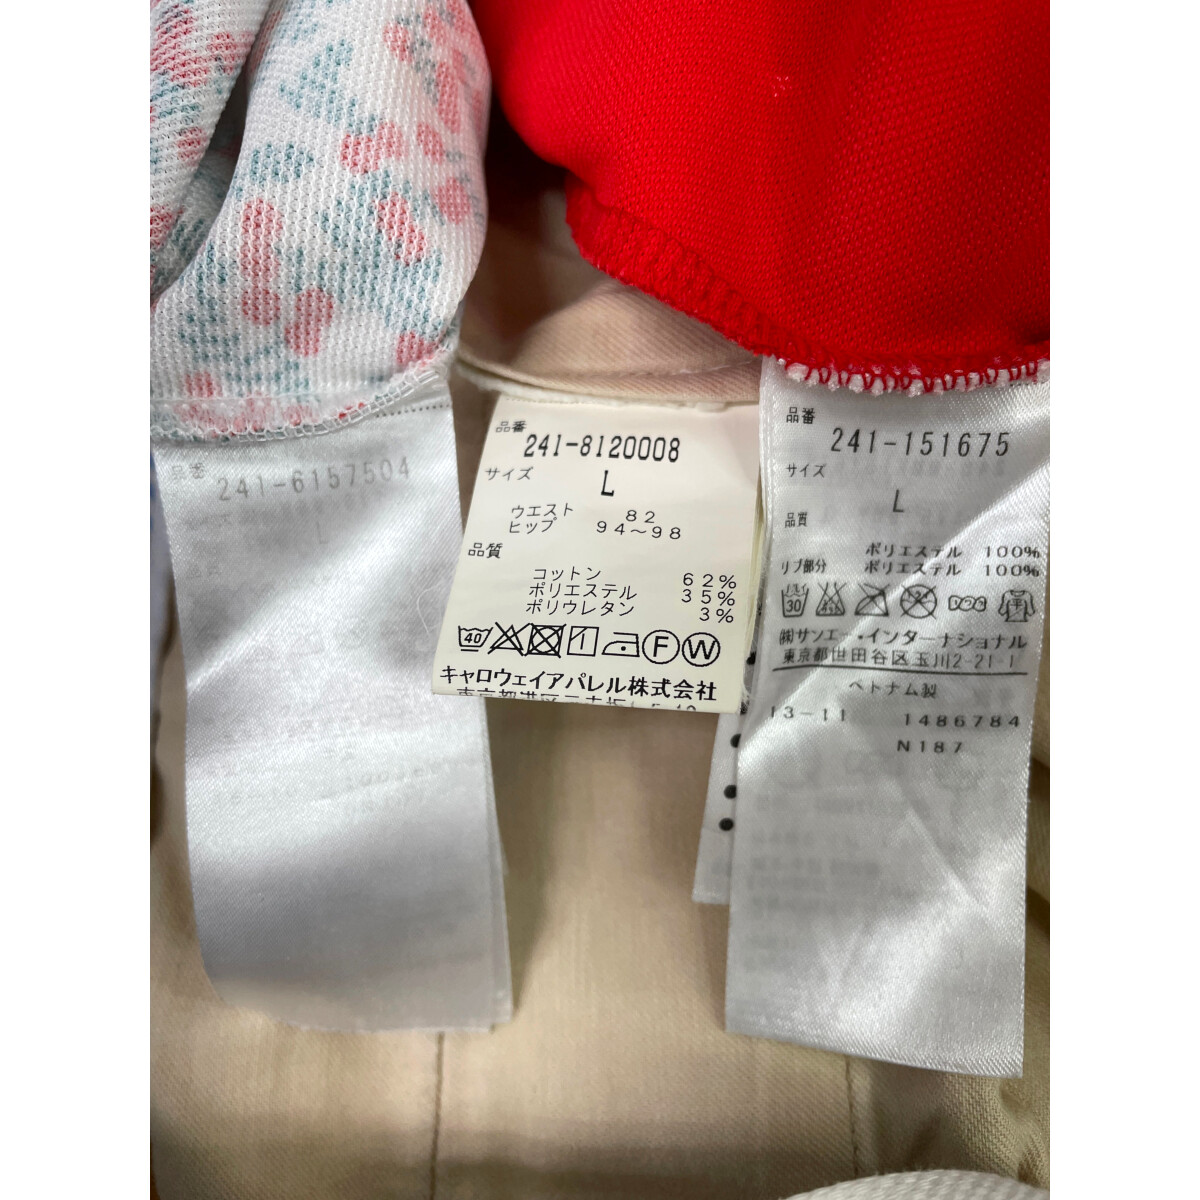 品番
241-6157504
L
品番
241-8120008
サイズ
L
ウエスト 82
ヒップ 94～98
品質
コットン 62%
ポリエステル 35%
ポリウレタン 3%
40
F
W
キャロウェイアパレル株式会社
品番
241-151675
サイズ
L
品質
ポリエステル 100%
リブ部分 ポリエステル 100%
30
㈱サンエー・インターナショナル
東京都世田谷区玉川2-21-1
ベトナム製
13-11 1486784
N187